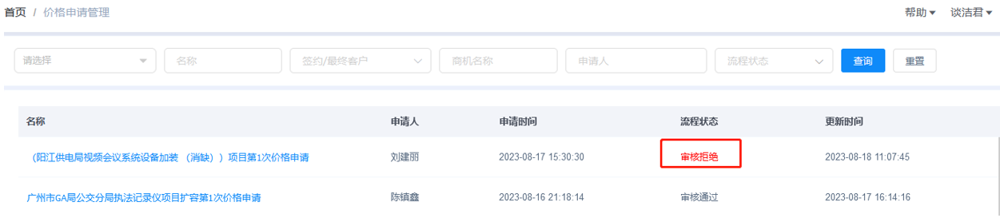 首页 / 价格申请管理 帮助 谈洁君
请选择 名称 签约/最终客户 商机名称 申请人 流程状态 查询 重置
名称 申请人 申请时间 流程状态 更新时间
（阳江供电局视频会议系统设备加装 （消缺））项目第1次价格申请 刘建丽 2023-08-17 15:30:30 审核拒绝 2023-08-18 11:07:45
广州市GA局公交分局执法记录仪项目扩容第1次价格申请 陈镇鑫 2023-08-16 21:18:14 审核通过 2023-08-17 16:14:16